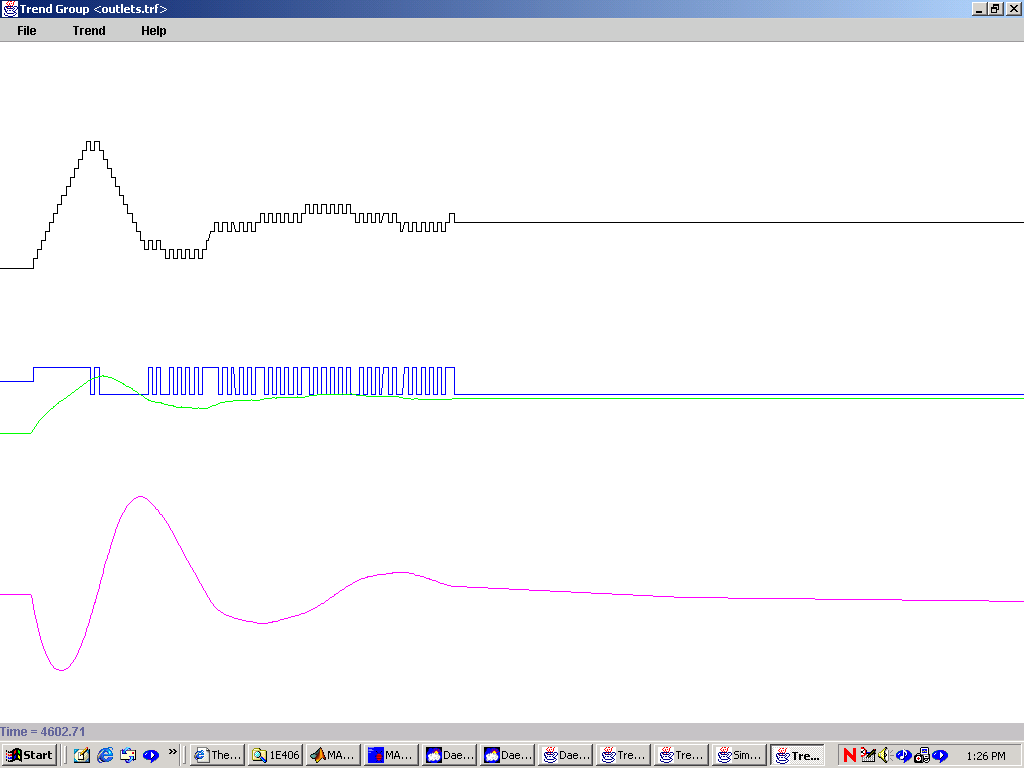 Trend Group <outlets.trf>
File Trend Help
Time = 4602.71
Start » The... 1E406 MA... MA... Dae... Dae... Dae... Tre... Tre... Sim... Tre... N 1:26 PM